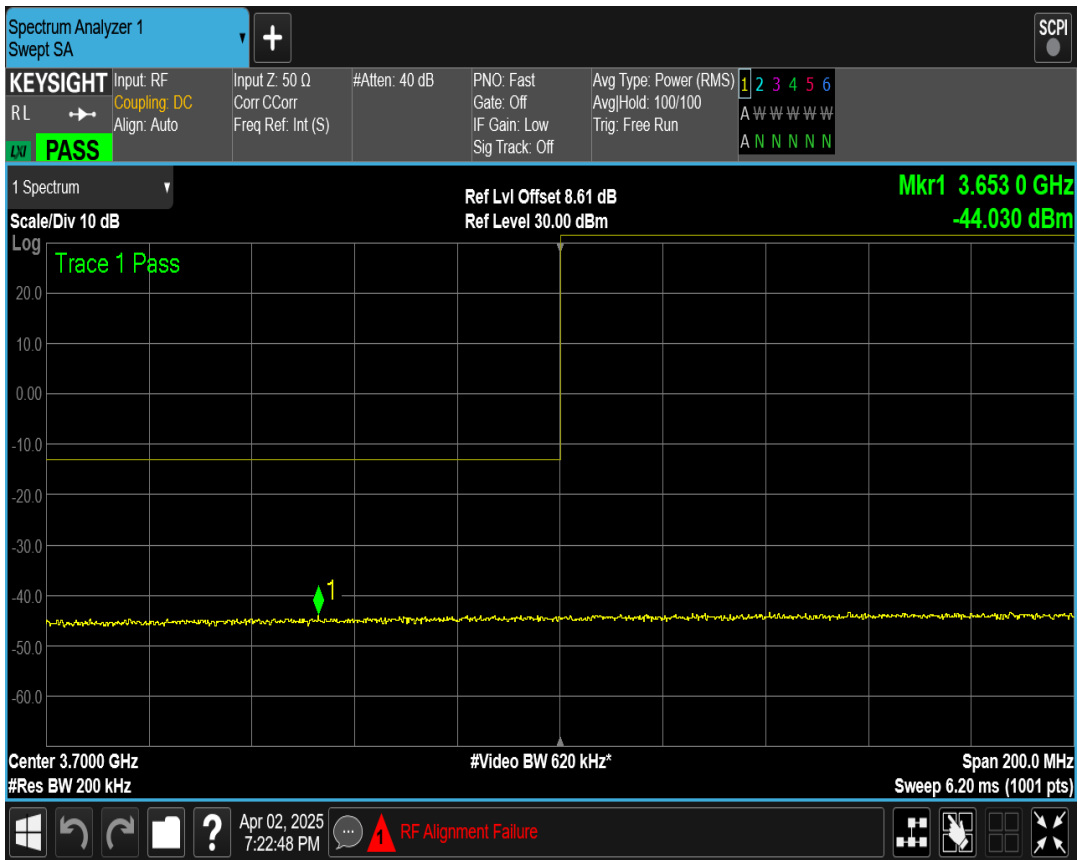 Spectrum Analyzer 1
Swept SA
+
SCPI
KEYSIGHT
R L
LXI PASS
Input: RF
Coupling: DC
Align: Auto
Input Z: 50 Ω
Corr CCorr
Freq Ref: Int (S)
#Atten: 40 dB
PNO: Fast
Gate: Off
IF Gain: Low
Sig Track: Off
Avg Type: Power (RMS)
Avg|Hold: 100/100
Trig: Free Run
1 2 3 4 5 6
A W W W W W
A N N N N N
1 Spectrum
Scale/Div 10 dB
Ref Lvl Offset 8.61 dB
Ref Level 30.00 dBm
Mkr1 3.653 0 GHz
-44.030 dBm
Log
Trace 1 Pass
20.0
10.0
0.00
-10.0
-20.0
-30.0
-40.0
-50.0
-60.0
1
Center 3.7000 GHz
#Res BW 200 kHz
#Video BW 620 kHz*
Span 200.0 MHz
Sweep 6.20 ms (1001 pts)
?
Apr 02, 2025
7:22:48 PM
...
1
RF Alignment Failure